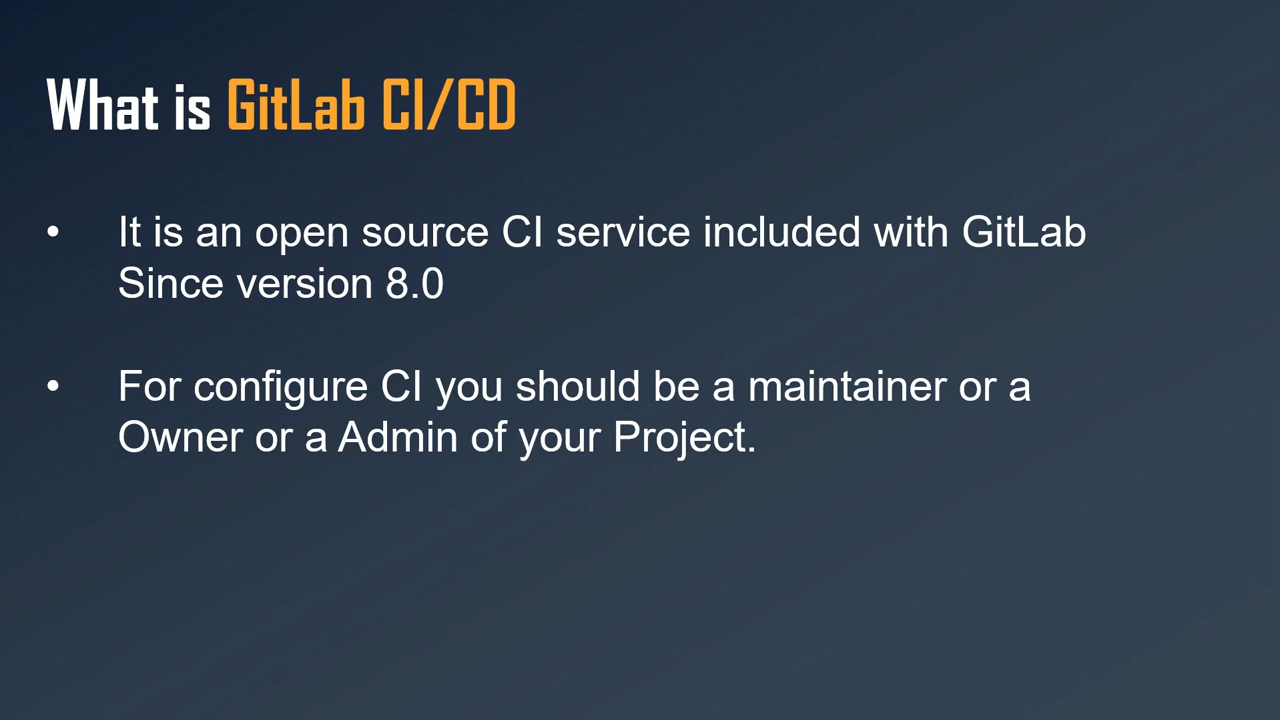 What is GitLab CI/CD
• It is an open source CI service included with GitLab
Since version 8.0
• For configure CI you should be a maintainer or a
Owner or a Admin of your Project.